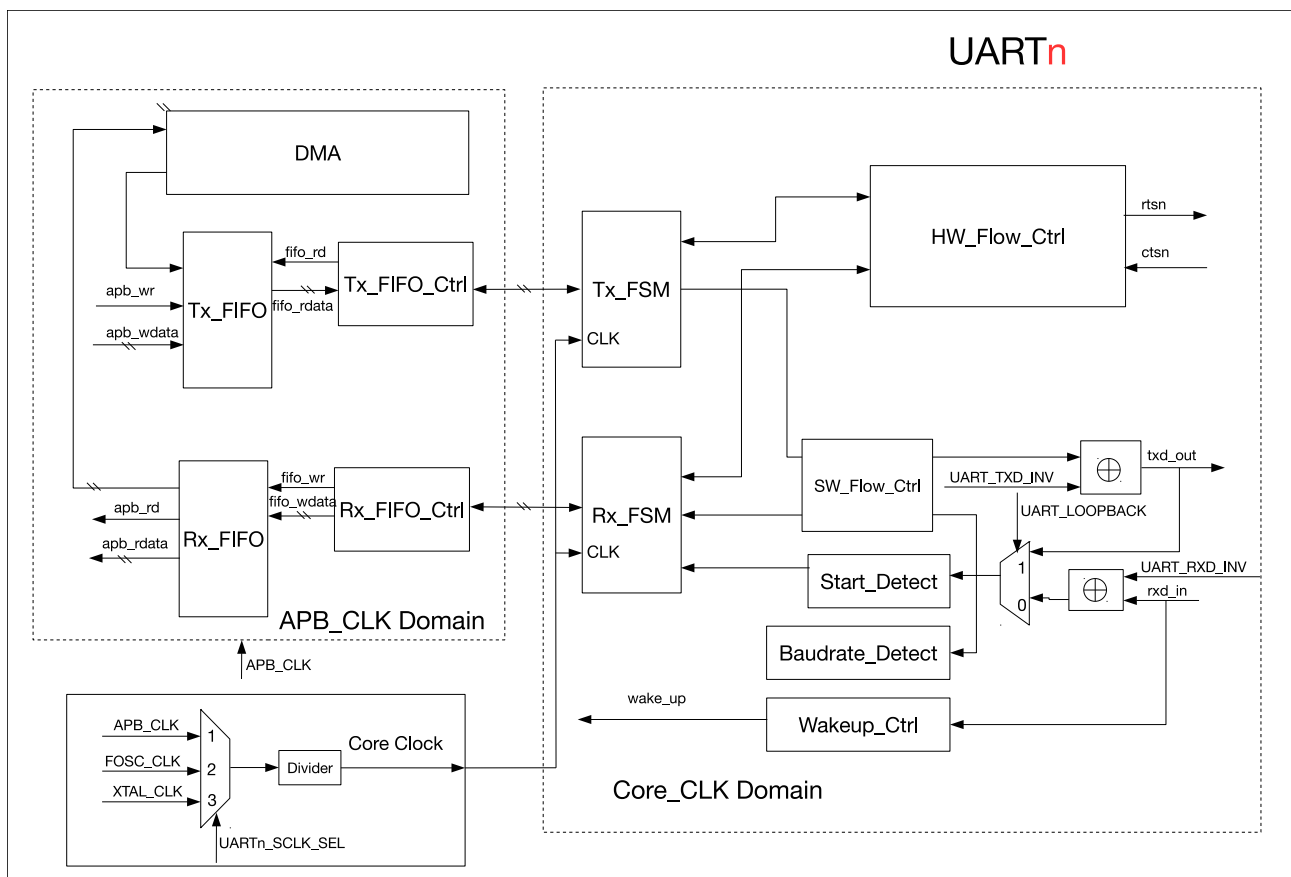 UARTn
DMA
fifo_rd
Tx_FIFO_Ctrl
apb_wr
Tx_FIFO
fifo_rdata
apb_wdata
Tx_FSM
CLK
HW_Flow_Ctrl
rtsn
ctsn
fifo_wr
fifo_wdata
Rx_FIFO_Ctrl
apb_rd
Rx_FIFO
apb_rdata
APB_CLK Domain
APB_CLK
Rx_FSM
CLK
SW_Flow_Ctrl
UART_TXD_INV
txd_out
UART_LOOPBACK
1
0
UART_RXD_INV
rxd_in
Start_Detect
Baudrate_Detect
wake_up
Wakeup_Ctrl
Core_CLK Domain
APB_CLK
1
FOSC_CLK
2
XTAL_CLK
3
Divider
Core Clock
UARTn_SCLK_SEL